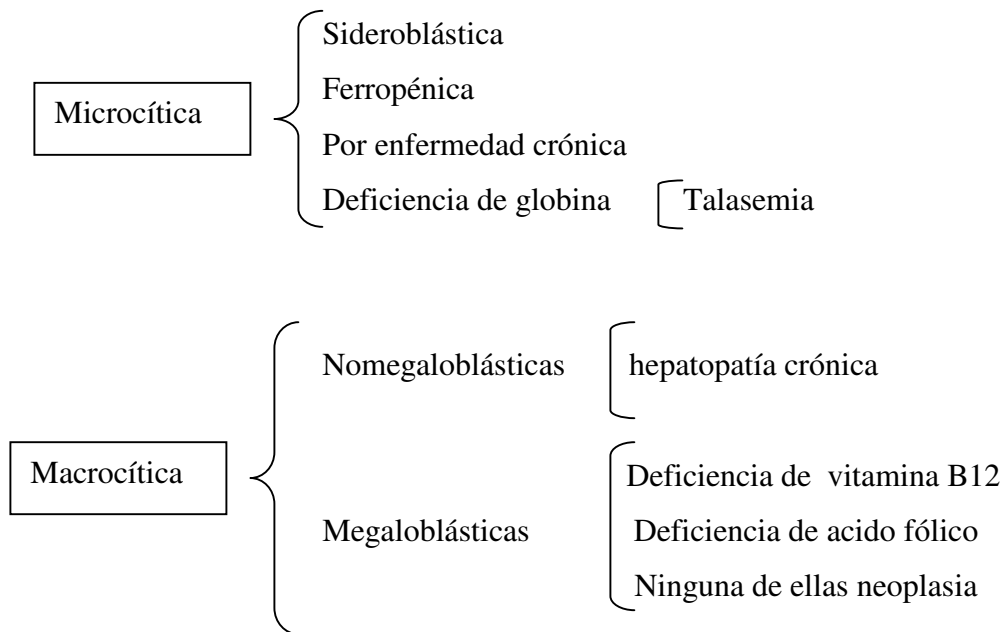 Microcítica
Sideroblástica
Ferropénica
Por enfermedad crónica
Deficiencia de globina
Talasemia
Macrocítica
Nomegaloblásticas
hepatopatía crónica
Megaloblásticas
Deficiencia de vitamina B12
Deficiencia de acido fólico
Ninguna de ellas neoplasia